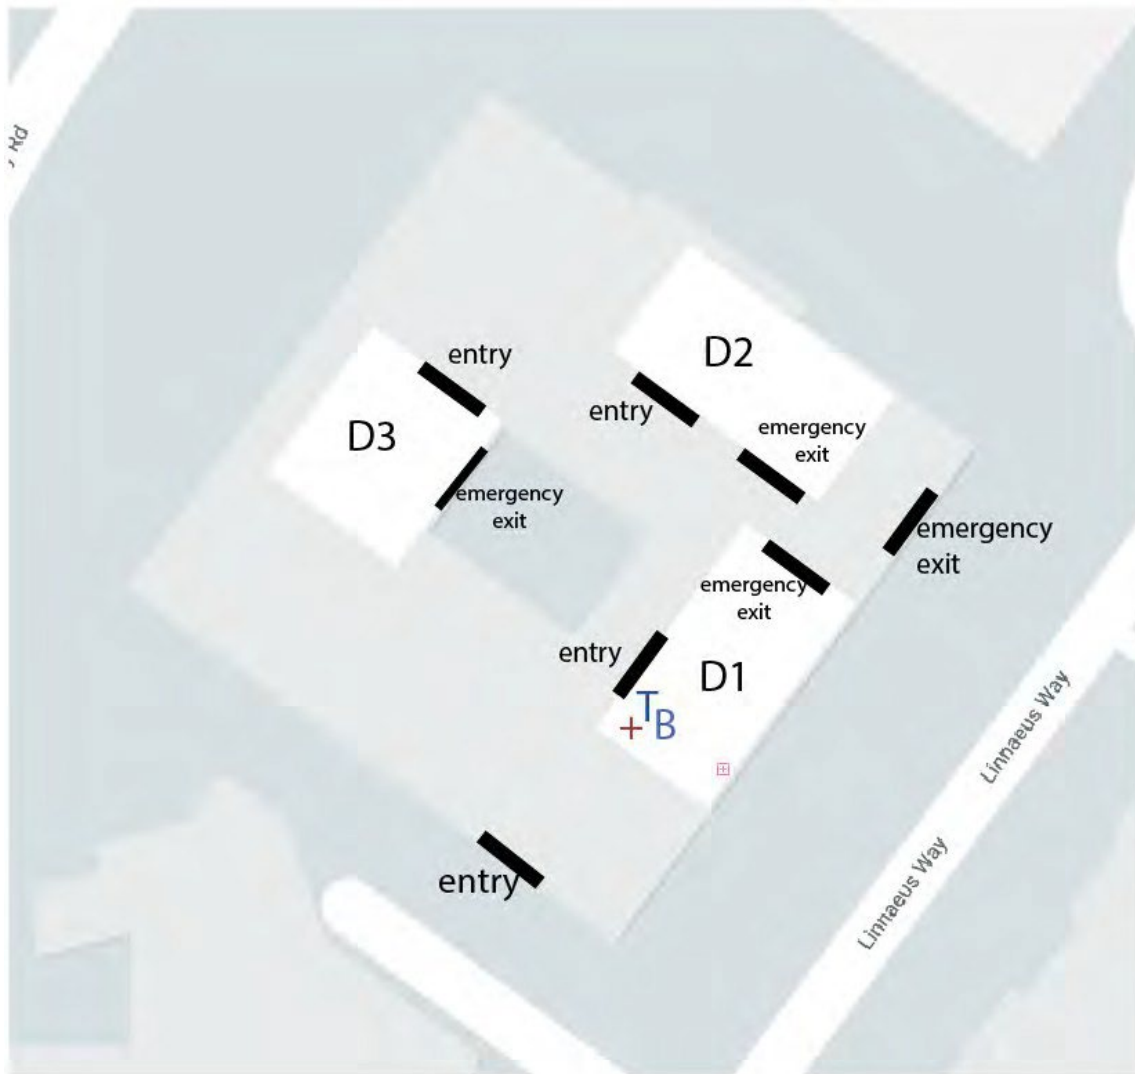 y Rd
entry
D2
entry
emergency
exit
D3
emergency
exit
emergency
exit
emergency
exit
entry
D1
T
B
Linnaeus Way
Linnaeus Way
entry